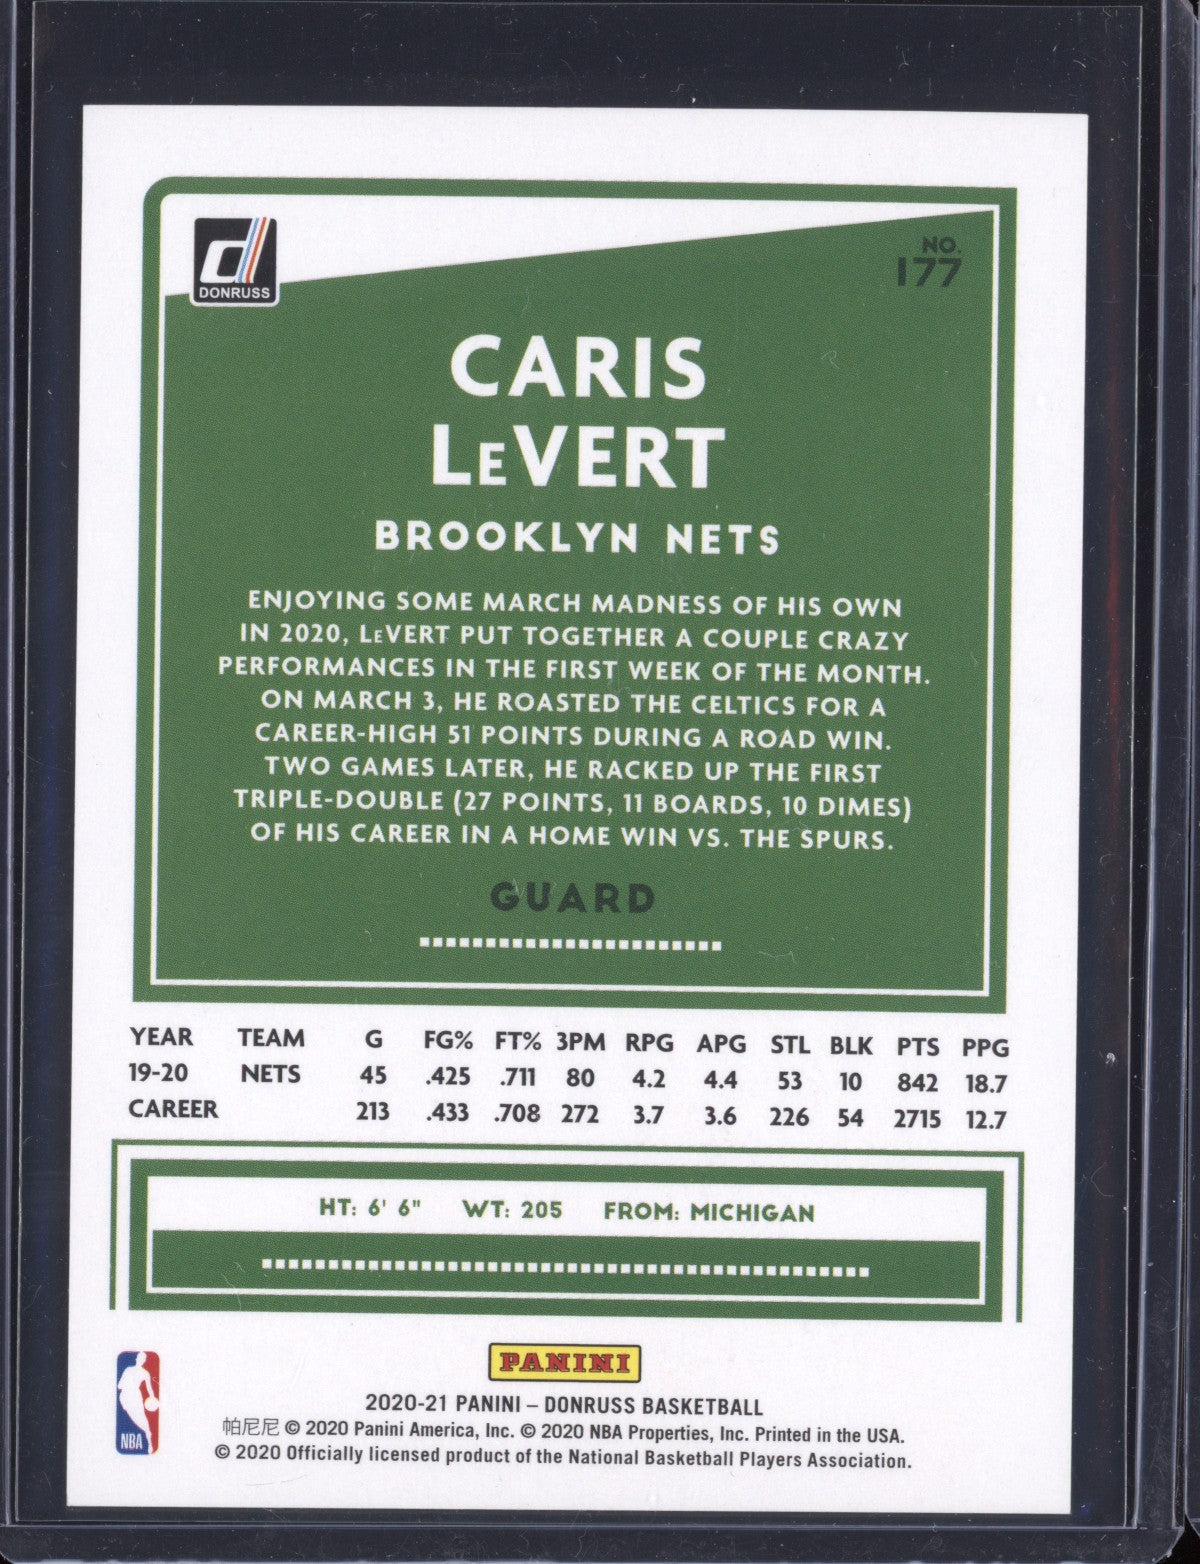 DONRUSS
NO.
177
CARIS
LeVERT
BROOKLYN NETS
ENJOYING SOME MARCH MADNESS OF HIS OWN
IN 2020, LeVERT PUT TOGETHER A COUPLE CRAZY
PERFORMANCES IN THE FIRST WEEK OF THE MONTH.
ON MARCH 3, HE ROASTED THE CELTICS FOR A
CAREER-HIGH 51 POINTS DURING A ROAD WIN.
TWO GAMES LATER, HE RACKED UP THE FIRST
TRIPLE-DOUBLE (27 POINTS, 11 BOARDS, 10 DIMES)
OF HIS CAREER IN A HOME WIN VS. THE SPURS.
GUARD
YEAR TEAM G FG% FT% 3PM RPG APG STL BLK PTS PPG
19-20 NETS 45 .425 .711 80 4.2 4.4 53 10 842 18.7
CAREER 213 .433 .708 272 3.7 3.6 226 54 2715 12.7
HT: 6' 6" WT: 205 FROM: MICHIGAN
PANINI
2020-21 PANINI – DONRUSS BASKETBALL
帕尼尼 © 2020 Panini America, Inc. © 2020 NBA Properties, Inc. Printed in the USA.
© 2020 Officially licensed product of the National Basketball Players Association.
NBA